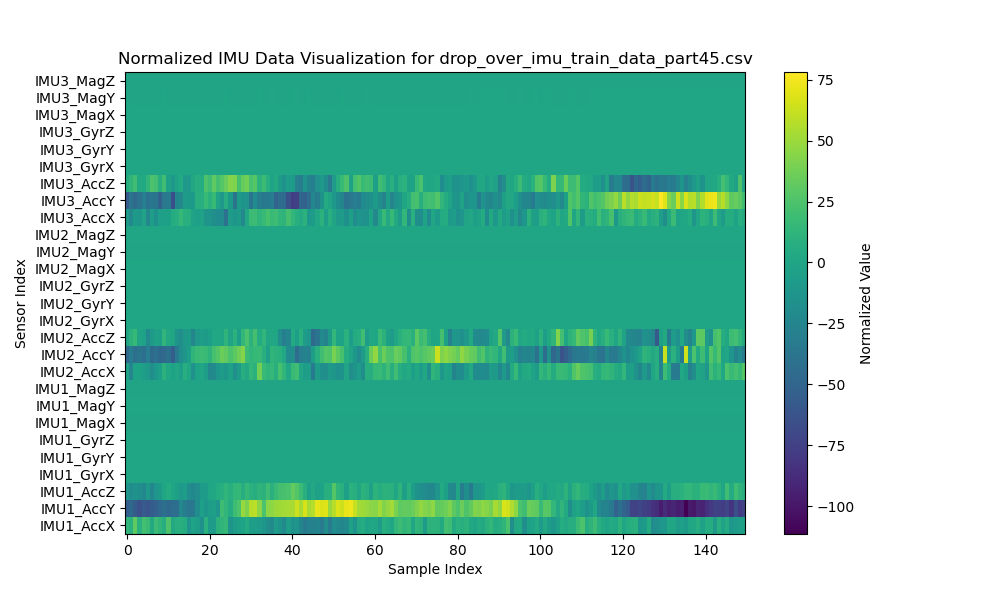 Normalized IMU Data Visualization for drop_over_imu_train_data_part45.csv
IMU3_MagZ
IMU3_MagY
IMU3_MagX
IMU3_GyrZ
IMU3_GyrY
IMU3_GyrX
IMU3_AccZ
IMU3_AccY
IMU3_AccX
IMU2_MagZ
IMU2_MagY
IMU2_MagX
IMU2_GyrZ
IMU2_GyrY
IMU2_GyrX
IMU2_AccZ
IMU2_AccY
IMU2_AccX
IMU1_MagZ
IMU1_MagY
IMU1_MagX
IMU1_GyrZ
IMU1_GyrY
IMU1_GyrX
IMU1_AccZ
IMU1_AccY
IMU1_AccX
Sensor Index
0 20 40 60 80 100 120 140
Sample Index
75
50
25
0
−25
−50
−75
−100
Normalized Value